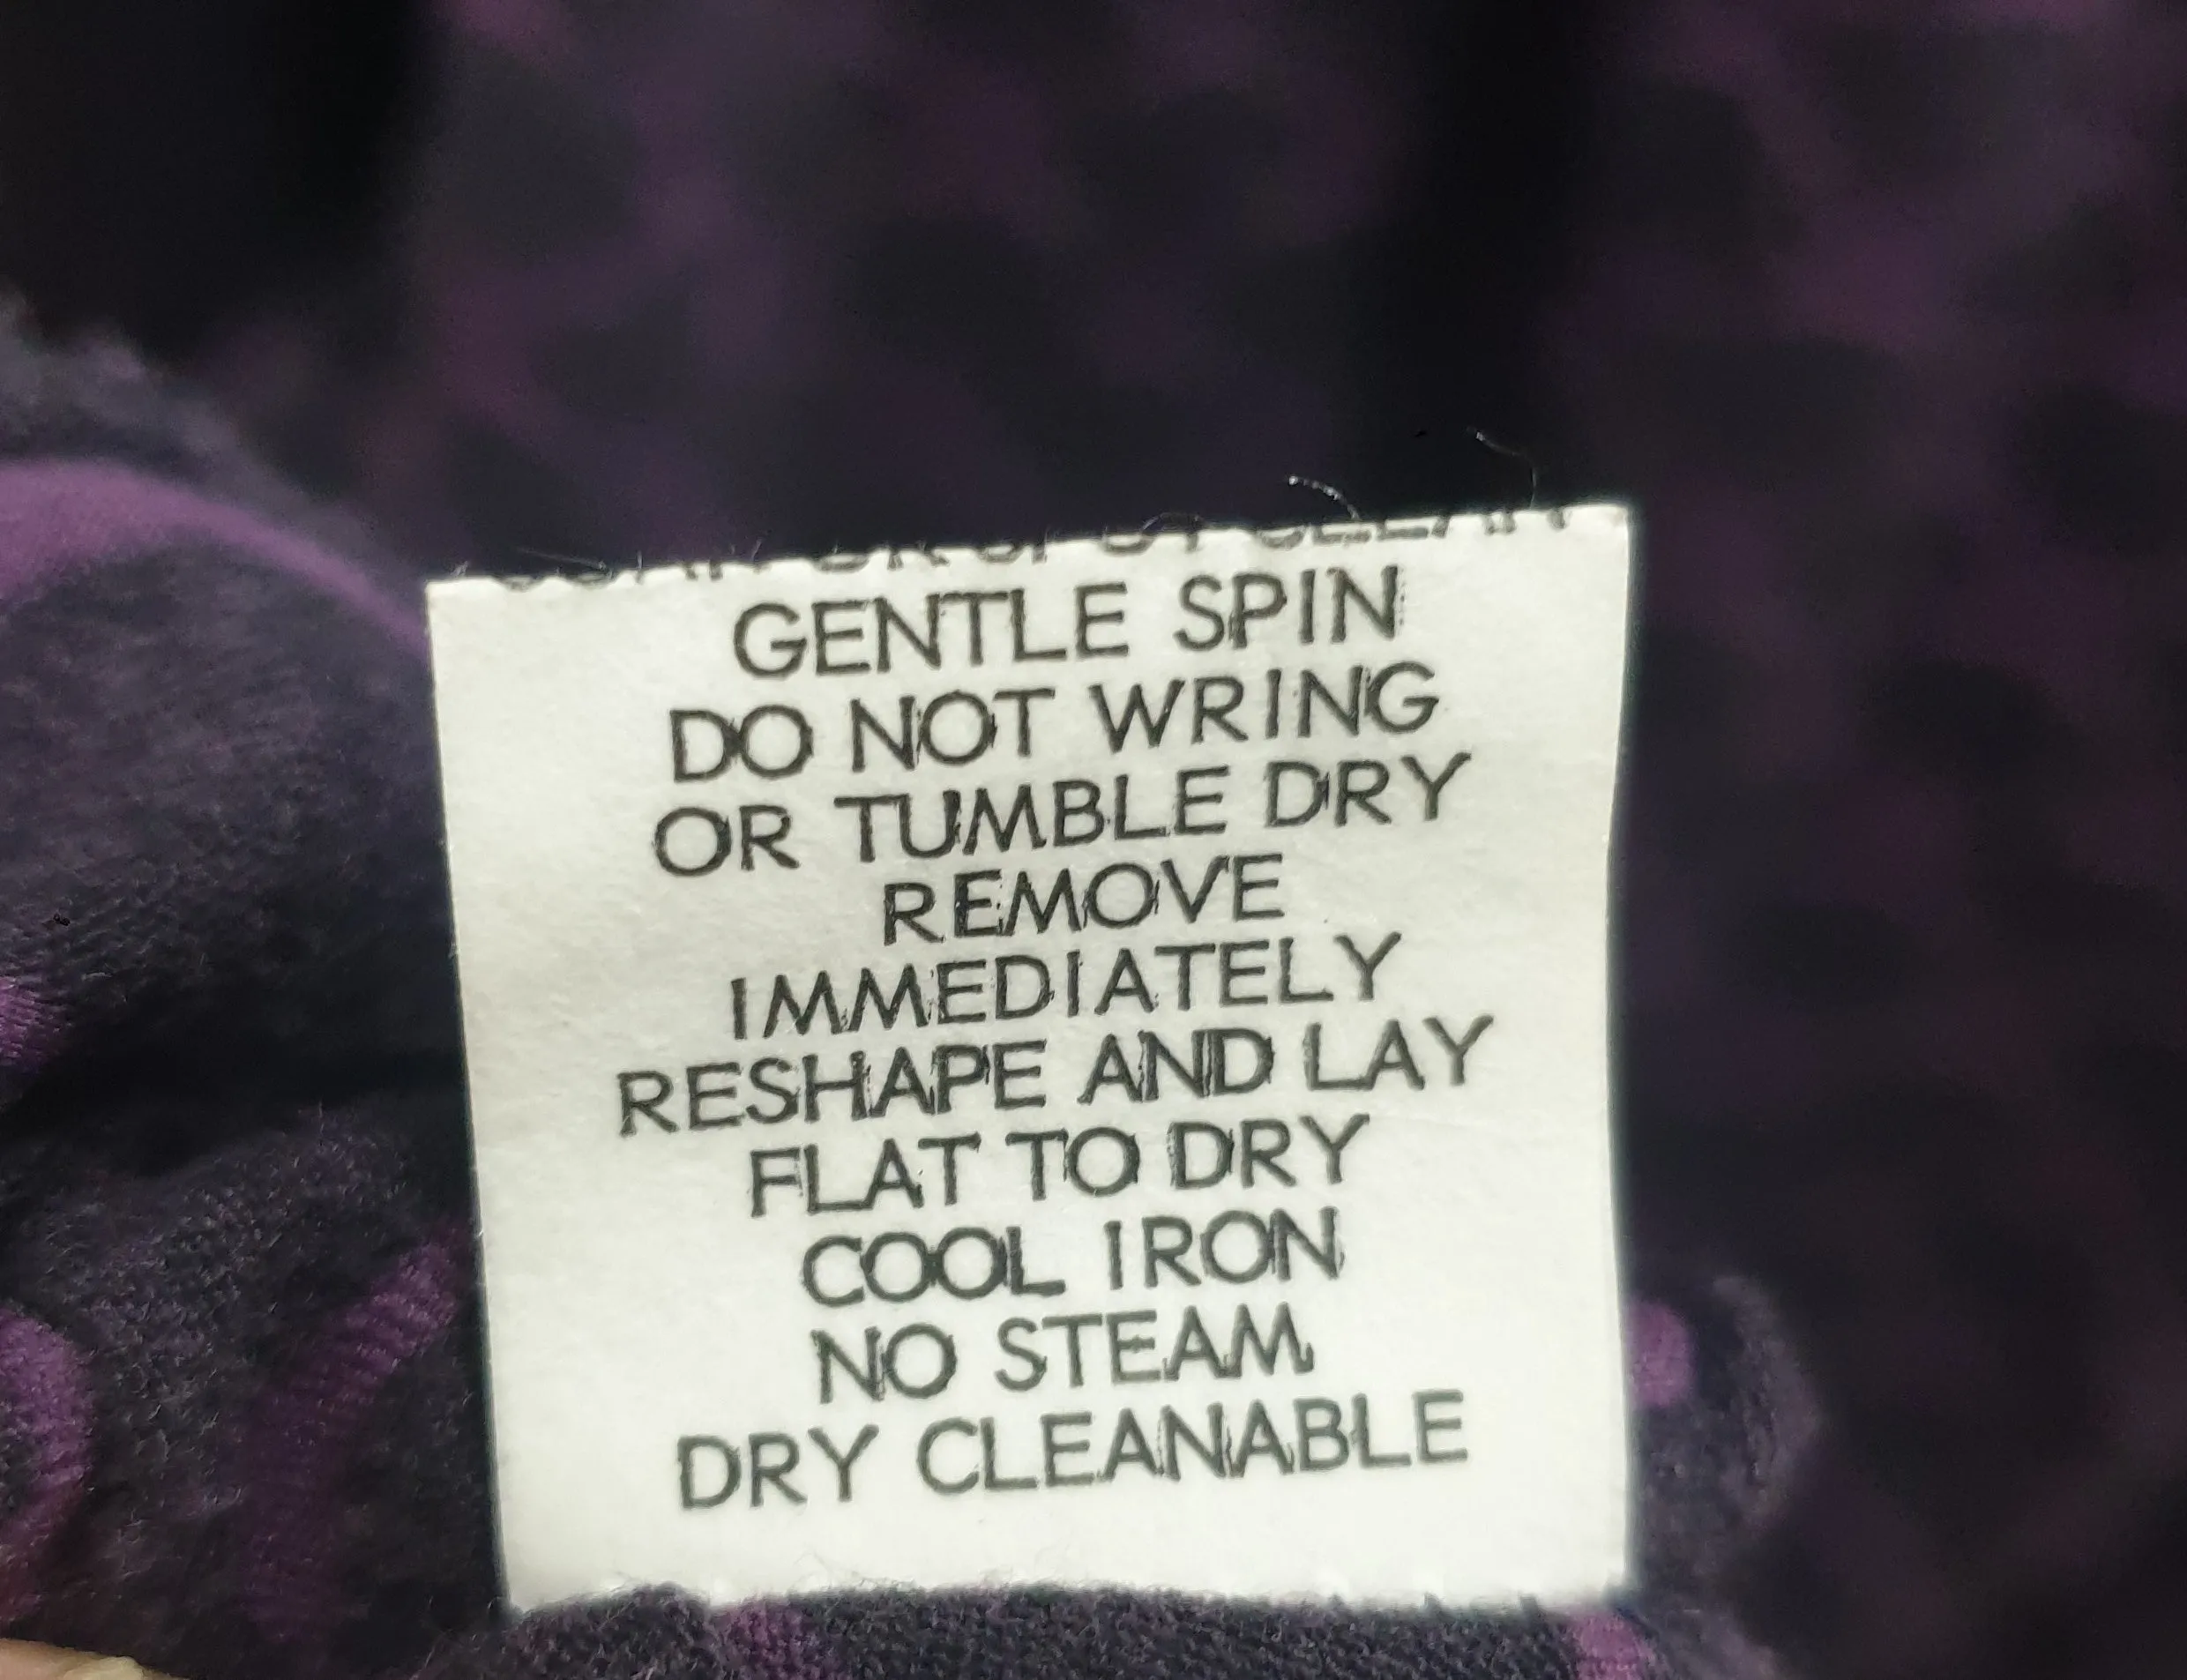 GENTLE SPIN
DO NOT WRING
OR TUMBLE DRY
REMOVE
IMMEDIATELY
RESHAPE AND LAY
FLAT TO DRY
COOL IRON
NO STEAM
DRY CLEANABLE